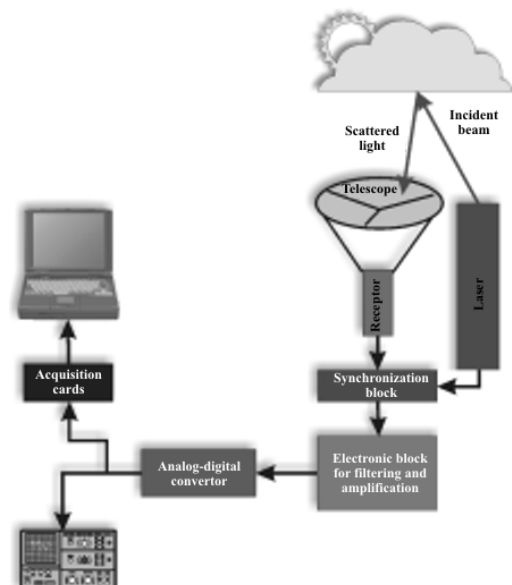 Scattered
light
Incident
beam
Telescope
Receptor
Laser
Synchronization
block
Acquisition
cards
Analog-digital
convertor
Electronic block
for filtering and
amplification